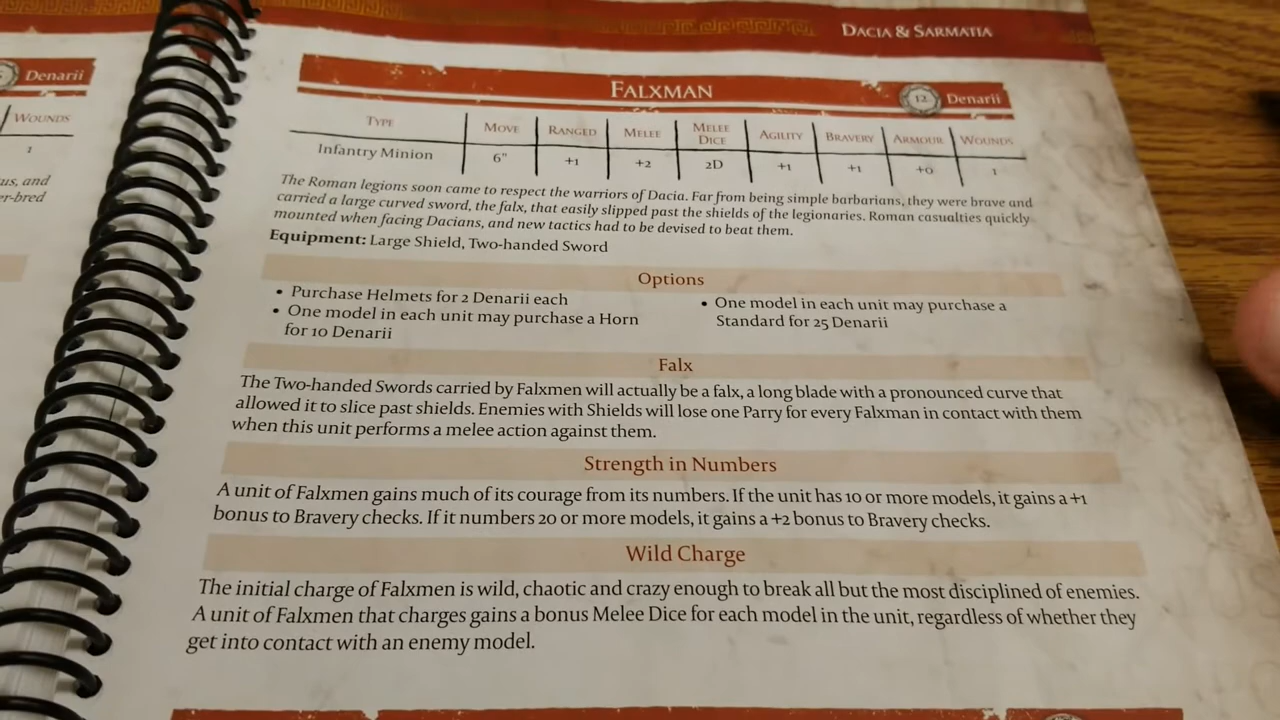 DACIA & SARMATIA
Denarii
WOUNDS
1
us, and
er-bred
FALXMAN
12 Denarii
TYPE MOVE RANGED MELEE MELEE DICE AGILITY BRAVERY ARMOUR WOUNDS
Infantry Minion 6" +1 +2 2D +1 +1 +0 1
The Roman legions soon came to respect the warriors of Dacia. Far from being simple barbarians, they were brave and
carried a large curved sword, the falx, that easily slipped past the shields of the legionaries. Roman casualties quickly
mounted when facing Dacians, and new tactics had to be devised to beat them.
Equipment: Large Shield, Two-handed Sword
Options
• Purchase Helmets for 2 Denarii each
• One model in each unit may purchase a Horn
for 10 Denarii
• One model in each unit may purchase a
Standard for 25 Denarii
Falx
The Two-handed Swords carried by Falxmen will actually be a falx, a long blade with a pronounced curve that
allowed it to slice past shields. Enemies with Shields will lose one Parry for every Falxman in contact with them
when this unit performs a melee action against them.
Strength in Numbers
A unit of Falxmen gains much of its courage from its numbers. If the unit has 10 or more models, it gains a +1
bonus to Bravery checks. If it numbers 20 or more models, it gains a +2 bonus to Bravery checks.
Wild Charge
The initial charge of Falxmen is wild, chaotic and crazy enough to break all but the most disciplined of enemies.
A unit of Falxmen that charges gains a bonus Melee Dice for each model in the unit, regardless of whether they
get into contact with an enemy model.